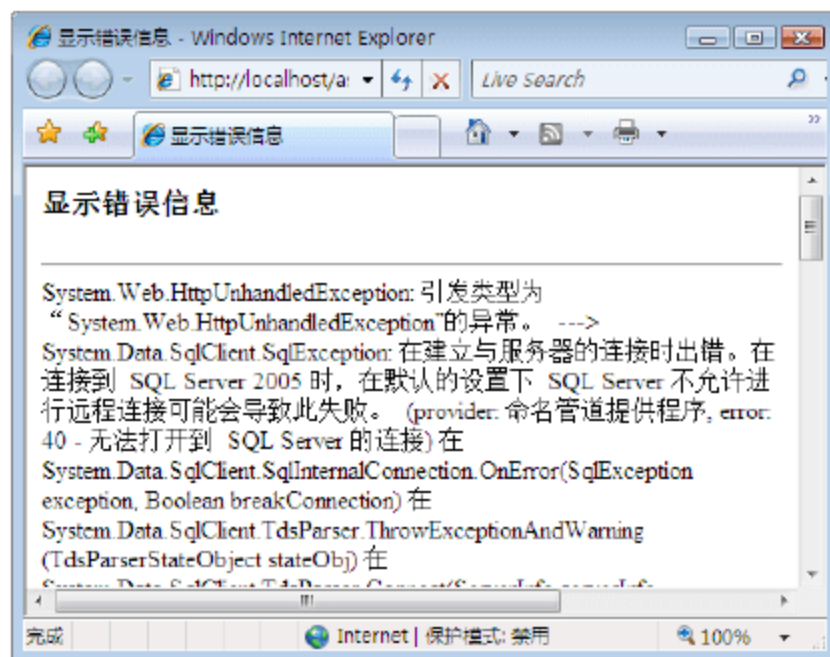 显示错误信息 - Windows Internet Explorer
http://localhost/a
Live Search
显示错误信息
显示错误信息
System.Web.HttpUnhandledException: 引发类型为
“System.Web.HttpUnhandledException”的异常。 --->
System.Data.SqlClient.SqlException: 在建立与服务器的连接时出错。在
连接到 SQL Server 2005 时，在默认的设置下 SQL Server 不允许进
行远程连接可能会导致此失败。 (provider: 命名管道提供程序, error:
40 - 无法打开到 SQL Server 的连接) 在
System.Data.SqlClient.SqlInternalConnection.OnError(SqlException
exception, Boolean breakConnection) 在
System.Data.SqlClient.TdsParser.ThrowExceptionAndWarning
(TdsParserStateObject stateObj) 在
完成 Internet | 保护模式: 禁用 100%